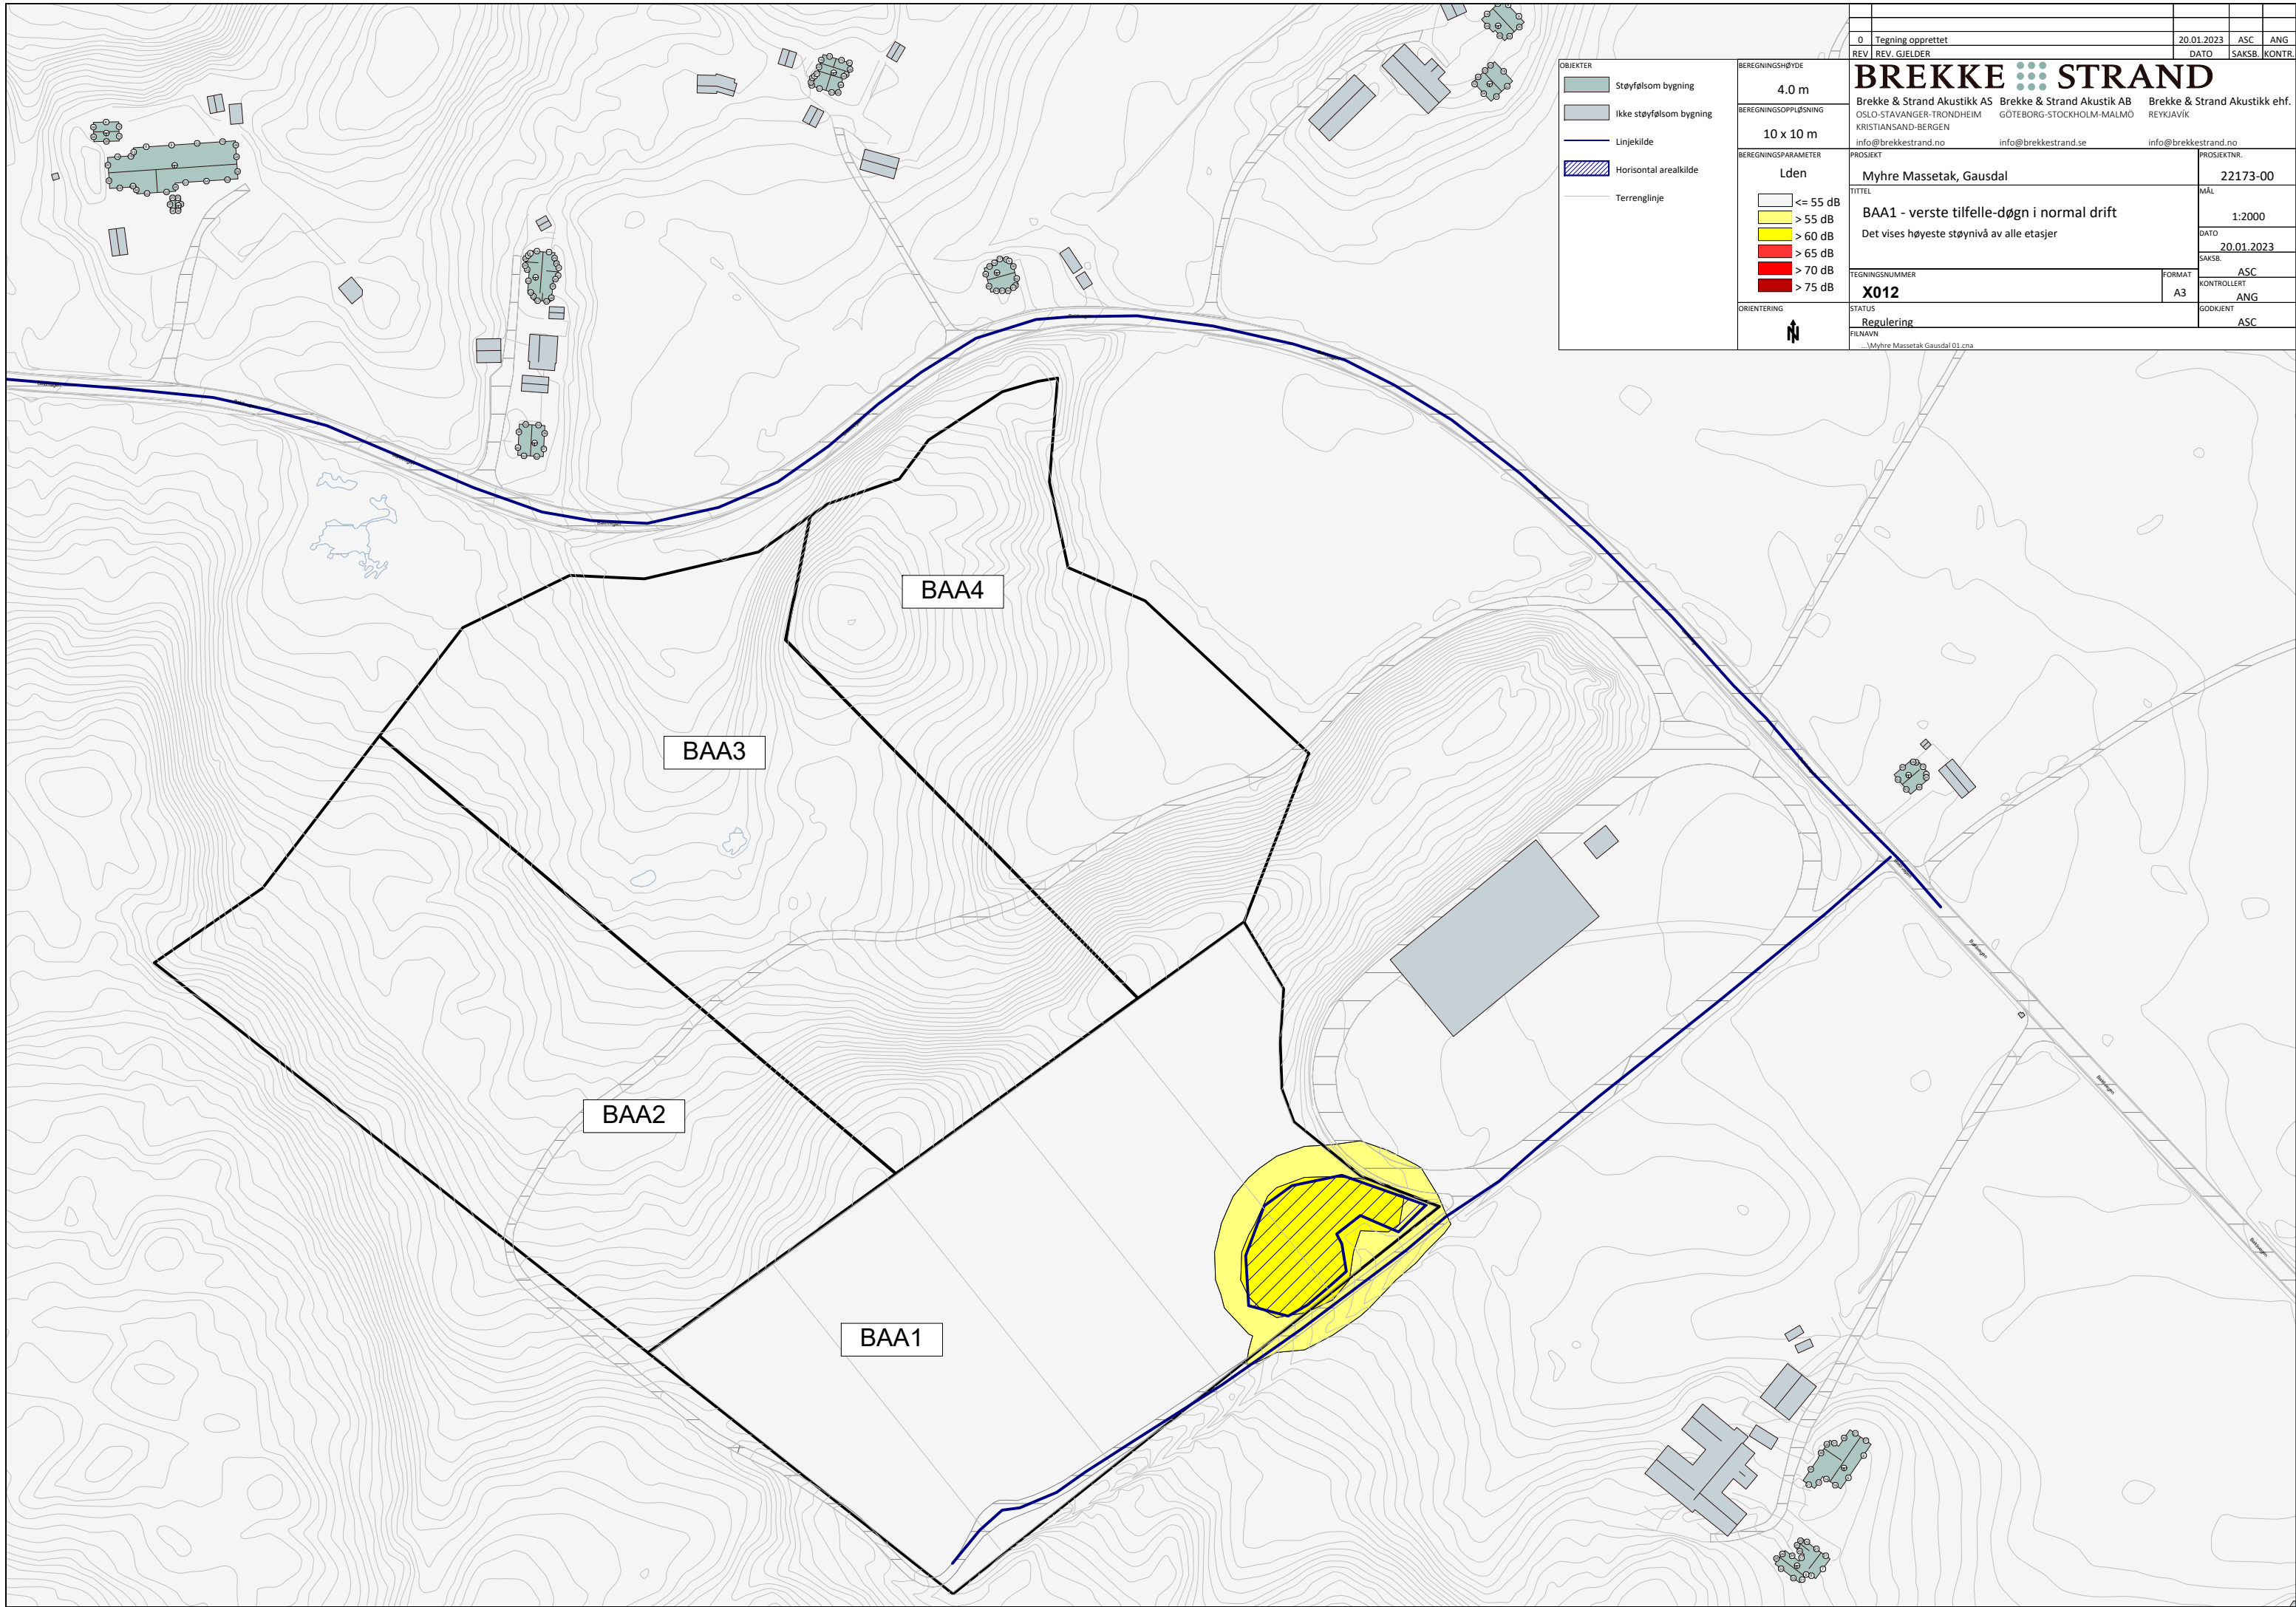 0 Tegning opprettet 20.01.2023 ASC ANG
REV REV. GJELDER DATO SAKSB. KONTR.
OBJEKTER
Støyfølsom bygning
Ikke støyfølsom bygning
Linjekilde
Horisontal arealkilde
Terrenglinje
BEREGNINGSHØYDE
4.0 m
BEREGNINGSOPPLØSNING
10 x 10 m
BEREGNINGSPARAMETER
Lden
<= 55 dB
> 55 dB
> 60 dB
> 65 dB
> 70 dB
> 75 dB
ORIENTERING
N
BREKKE STRAND
Brekke & Strand Akustikk AS Brekke & Strand Akustik AB Brekke & Strand Akustikk ehf.
OSLO-STAVANGER-TRONDHEIM GÖTEBORG-STOCKHOLM-MALMÖ REYKJAVÍK
KRISTIANSAND-BERGEN
info@brekkestrand.no info@brekkestrand.se info@brekkestrand.no
PROSJEKT
Myhre Massetak, Gausdal
PROSJEKTNR.
22173-00
TITTEL
BAA1 - verste tilfelle-døgn i normal drift
Det vises høyeste støynivå av alle etasjer
MÅL
1:2000
DATO
20.01.2023
SAKSB.
ASC
TEGNINGSNUMMER
X012
FORMAT
A3
KONTROLLERT
ANG
STATUS
Regulering
GODKJENT
ASC
FILNAVN
...\Myhre Massetak Gausdal 01.cna
BAA4
BAA3
BAA2
BAA1